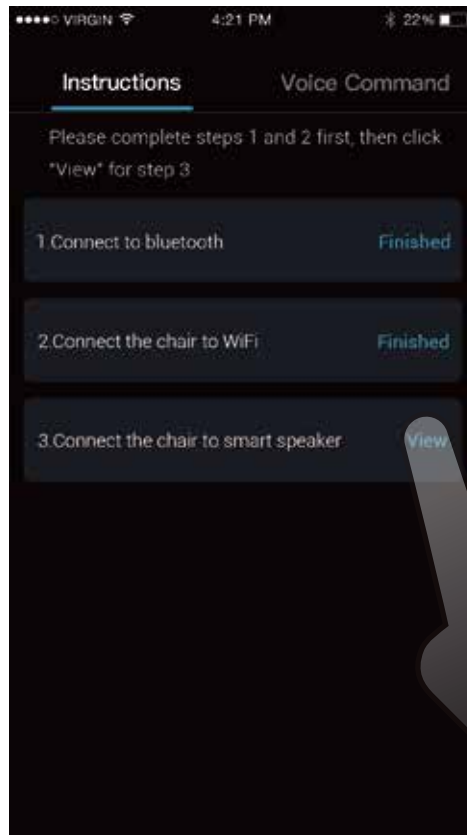 VIRGIN 4:21 PM 22%
Instructions Voice Command
Please complete steps 1 and 2 first, then click
"View" for step 3
1.Connect to bluetooth Finished
2.Connect the chair to WiFi Finished
3.Connect the chair to smart speaker View